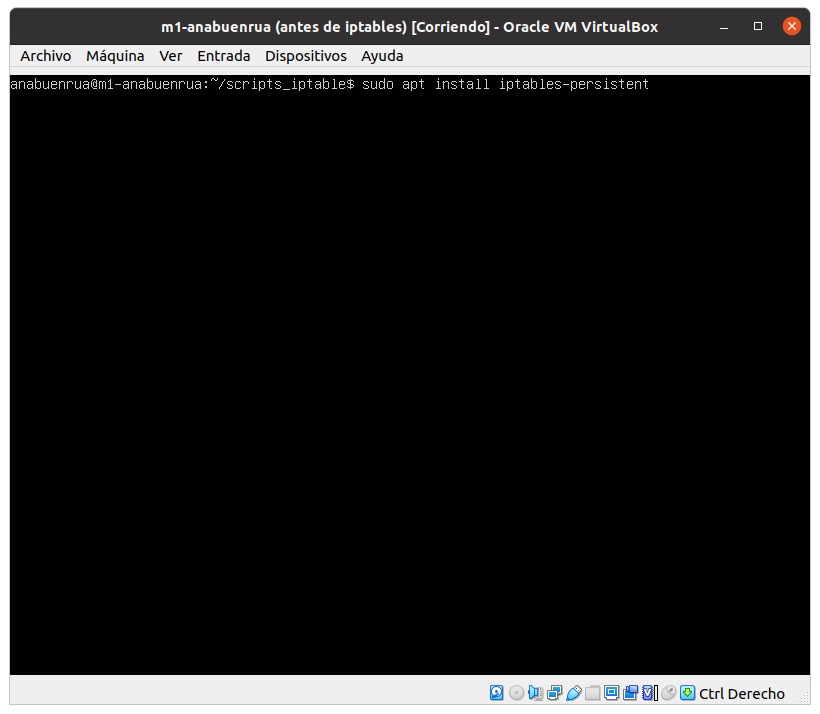 m1-anabuenrua (antes de iptables) [Corriendo] - Oracle VM VirtualBox
Archivo Máquina Ver Entrada Dispositivos Ayuda
anabuenrua@m1-anabuenrua:~/scripts_iptable$ sudo apt install iptables-persistent
Ctrl Derecho